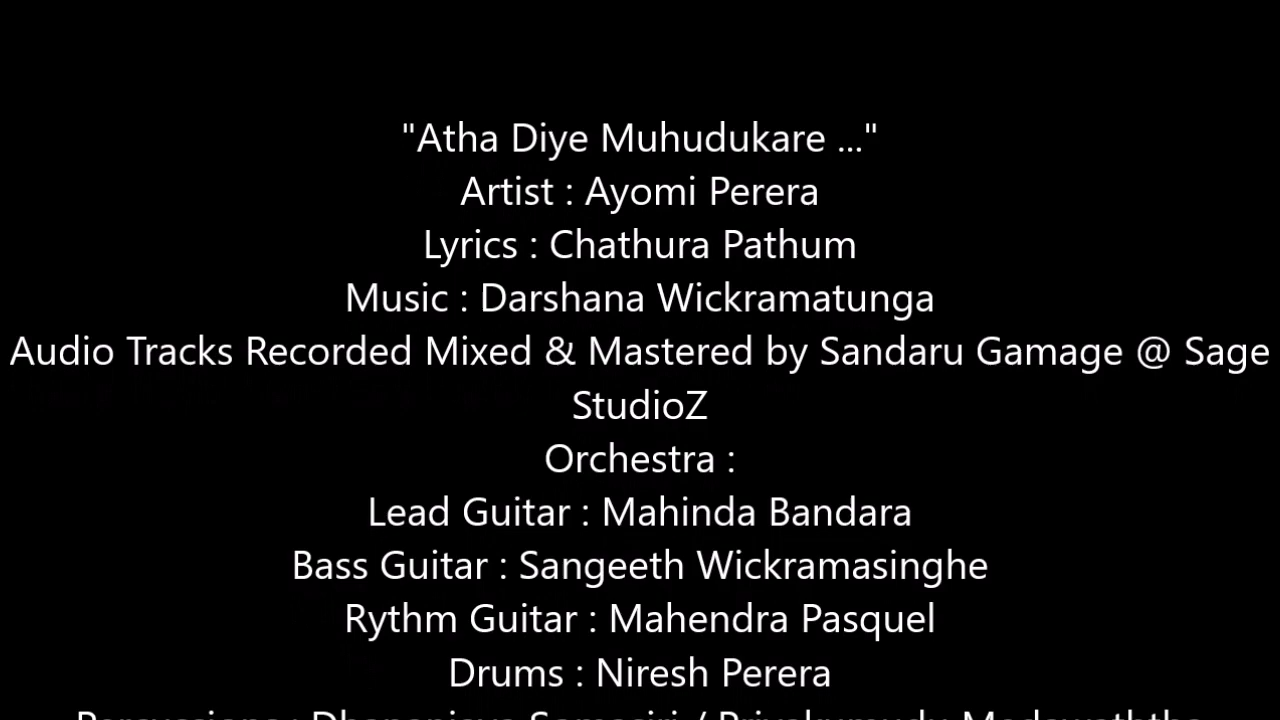 "Atha Diye Muhudukare ..."
Artist : Ayomi Perera
Lyrics : Chathura Pathum
Music : Darshana Wickramatunga
Audio Tracks Recorded Mixed & Mastered by Sandaru Gamage @ Sage
StudioZ
Orchestra :
Lead Guitar : Mahinda Bandara
Bass Guitar : Sangeeth Wickramasinghe
Rythm Guitar : Mahendra Pasquel
Drums : Niresh Perera